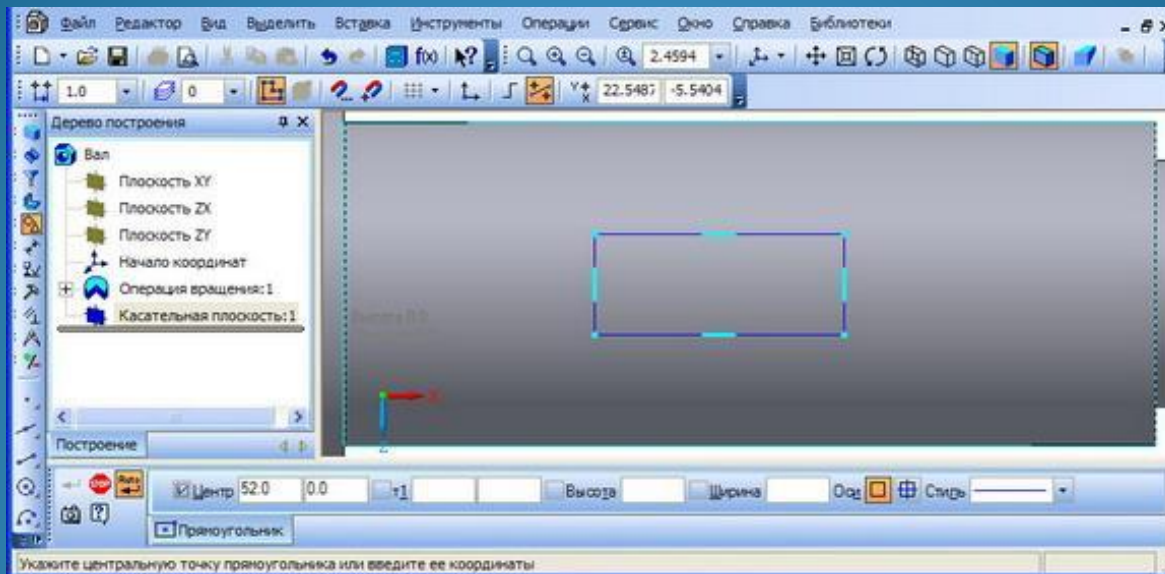 Файл Редактор Вид Выделить Вставка Инструменты Операции Сервис Окно Справка Библиотеки
f(x) 2.4594
1.0 0 Y X 22.5487 -5.5404
Дерево построения
Вал
Плоскость XY
Плоскость ZX
Плоскость ZY
Начало координат
Операция вращения:1
Касательная плоскость:1
X
Z
Построение
STOP Auto Центр 52.0 0.0 т1 Высота Ширина Оси Стиль
Прямоугольник
Укажите центральную точку прямоугольника или введите ее координаты